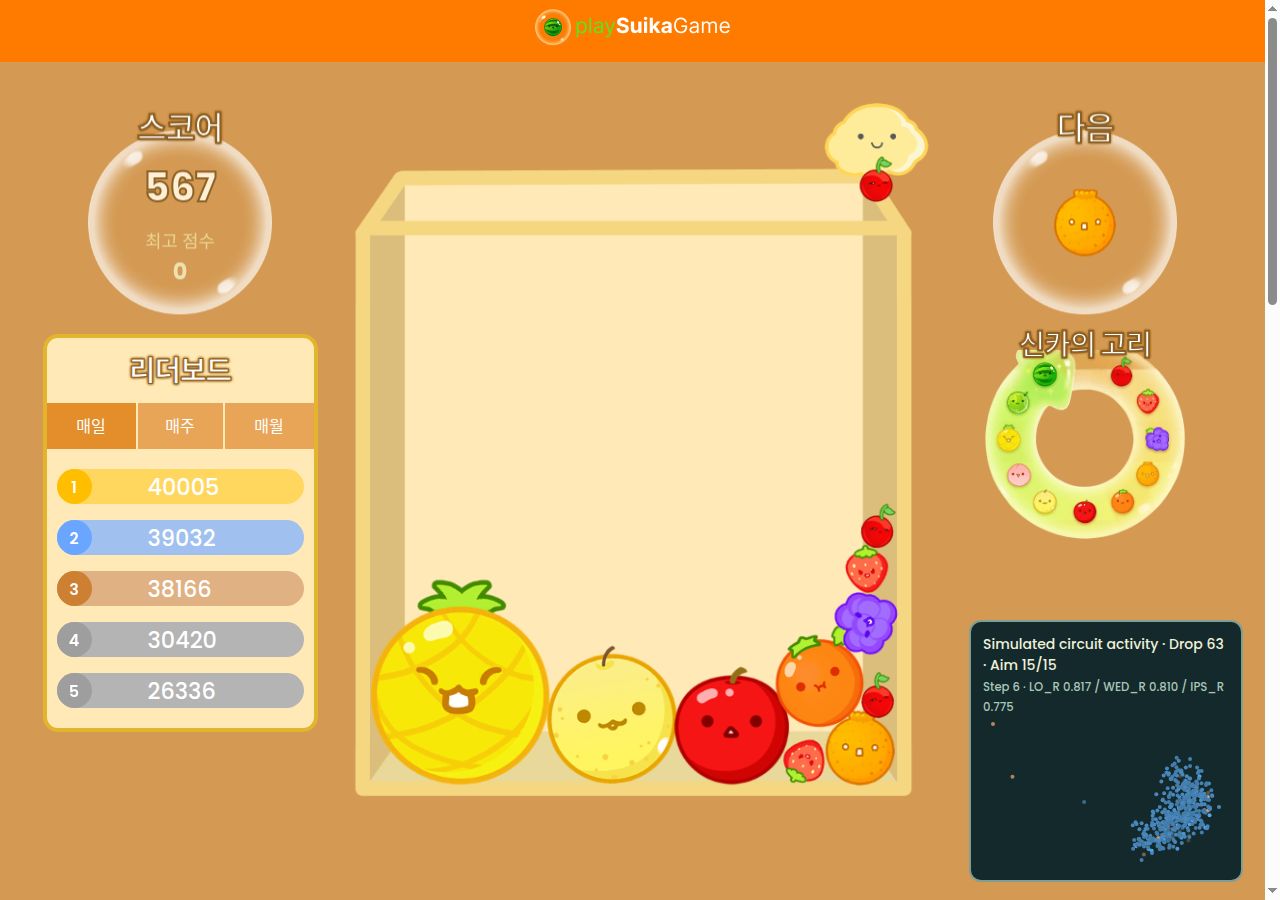 playSuikaGame
스코어
567
최고 점수
0
리더보드
매일 매주 매월
1 40005
2 39032
3 38166
4 30420
5 26336
다음
신카의 고리
Simulated circuit activity · Drop 63
· Aim 15/15
Step 6 · LO_R 0.817 / WED_R 0.810 / IPS_R
0.775